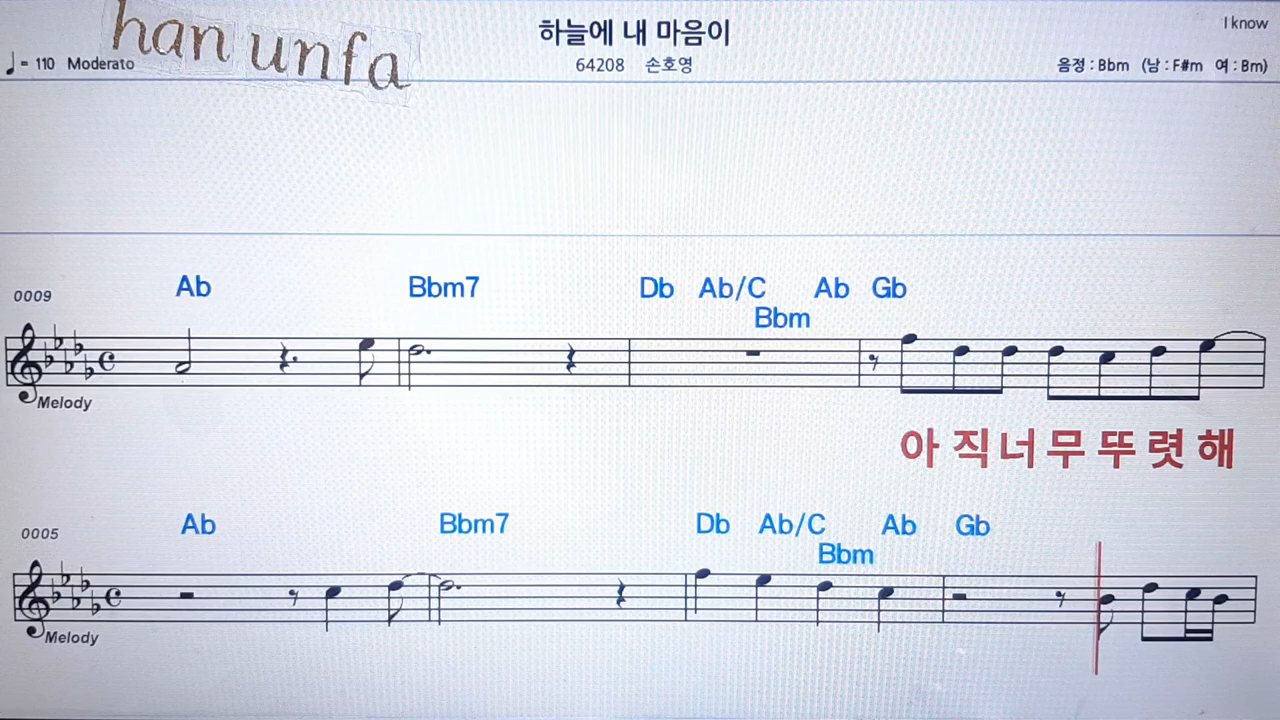 han unfa
하늘에 내 마음이
I know
♩= 110 Moderato
64208 손호영
음정 : Bbm (남 : F#m 여 : Bm)
Ab Bbm7 Db Ab/C Ab Gb
Bbm
0009
Melody
아 직 너 무 뚜 렷 해
Ab Bbm7 Db Ab/C Ab Gb
Bbm
0005
Melody